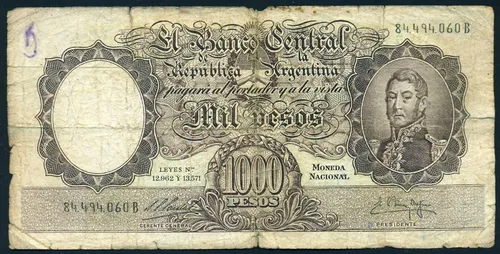 84.494.060 B
El Banco Central
de la
República Argentina
pagará al portador y a la vista
Mil Pesos
LEYES Nos.
12.962 Y 13.571
MONEDA
NACIONAL
1000
PESOS
84.494.060 B
GERENTE GENERAL
PRESIDENTE